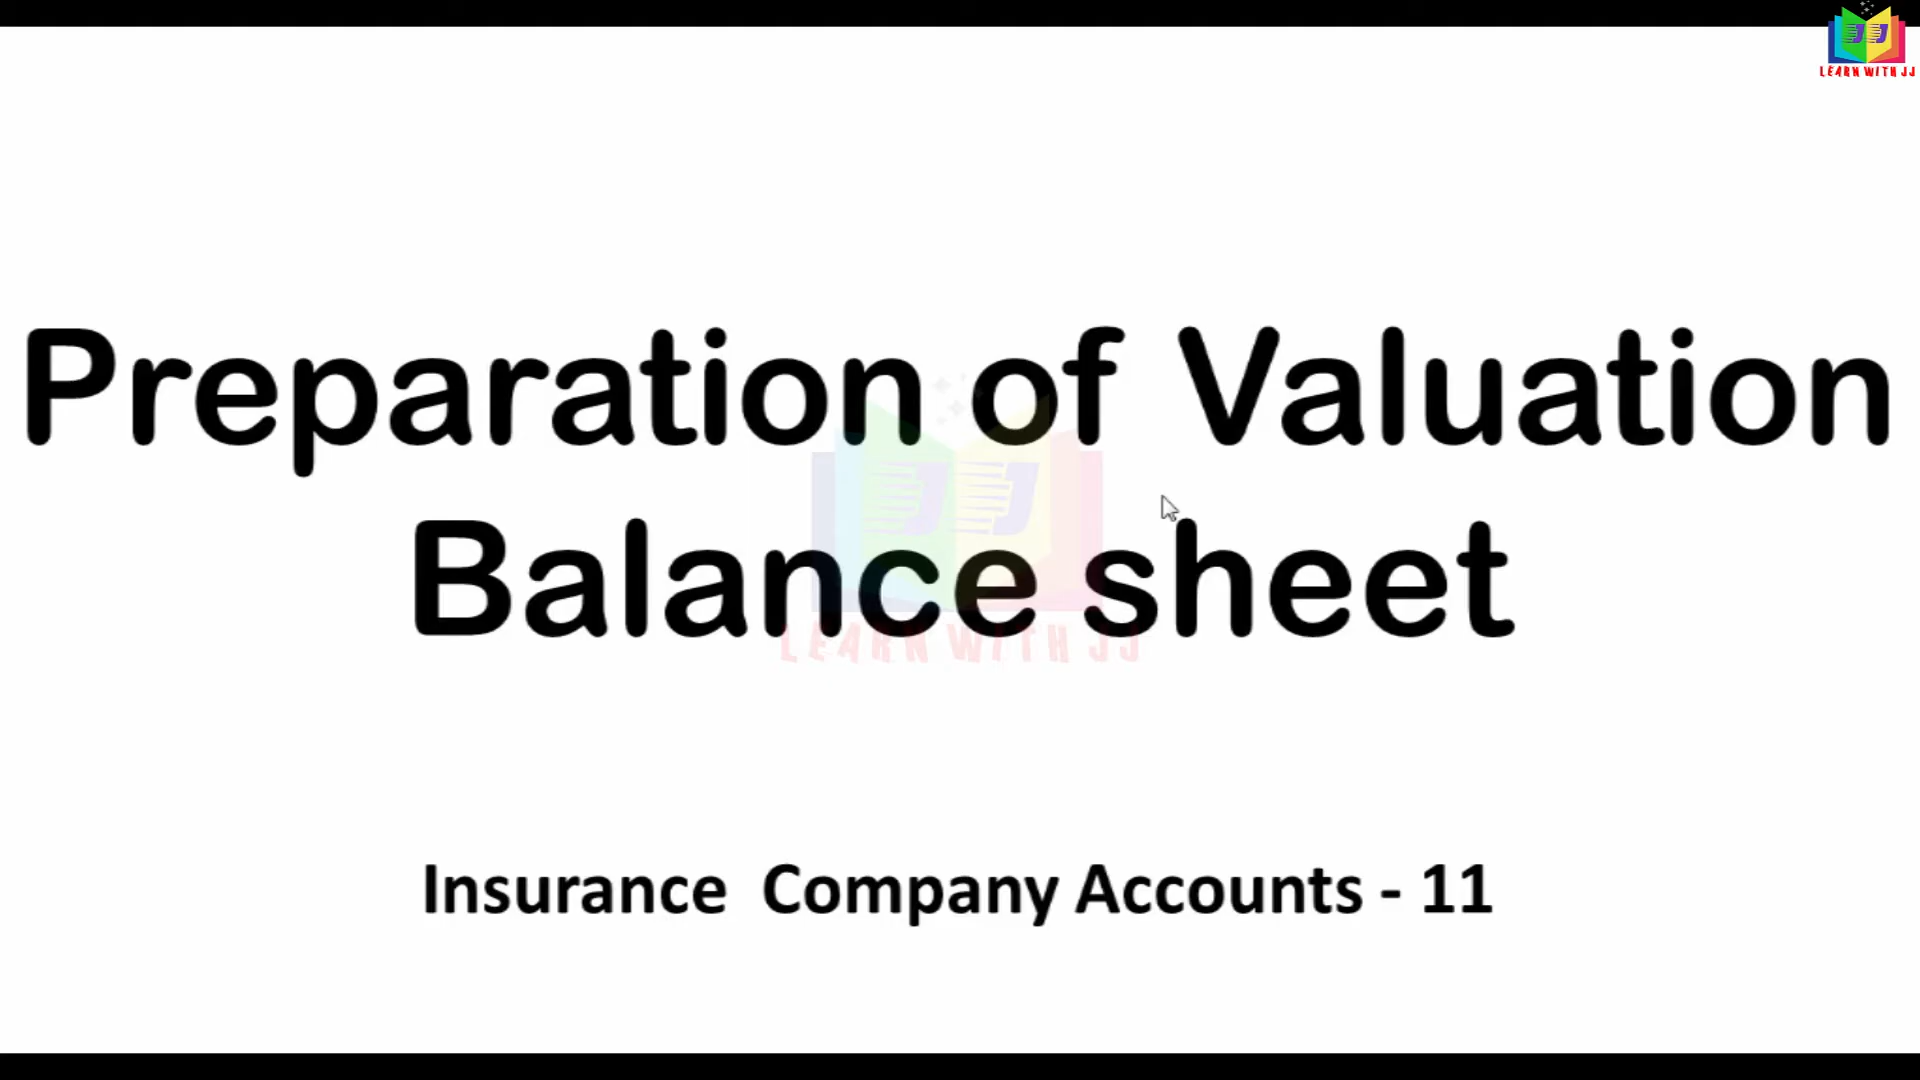 LEARN WITH JJ
Preparation of Valuation
Balance sheet
LEARN WITH JJ
Insurance Company Accounts - 11